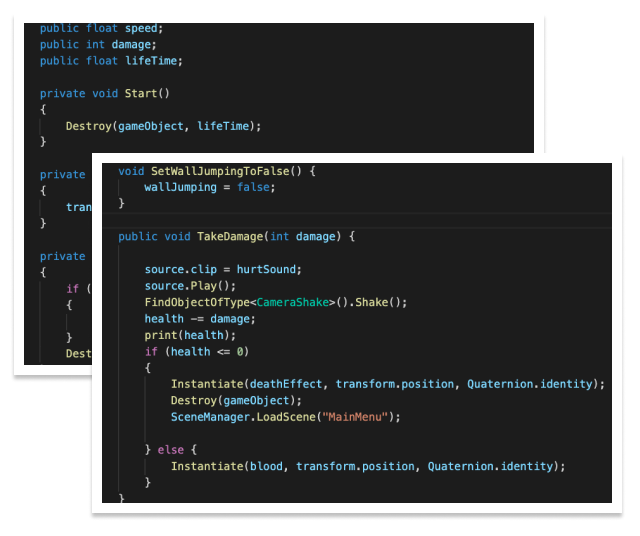 public float speed;
public int damage;
public float lifeTime;
private void Start()
{
Destroy(gameObject, lifeTime);
}
private
{
tran
}
private
{
if (
{
}
Dest
void SetWallJumpingToFalse() {
wallJumping = false;
}
public void TakeDamage(int damage) {
source.clip = hurtSound;
source.Play();
FindObjectOfType<CameraShake>().Shake();
health -= damage;
print(health);
if (health <= 0)
{
Instantiate(deathEffect, transform.position, Quaternion.identity);
Destroy(gameObject);
SceneManager.LoadScene("MainMenu");
} else {
Instantiate(blood, transform.position, Quaternion.identity);
}
}